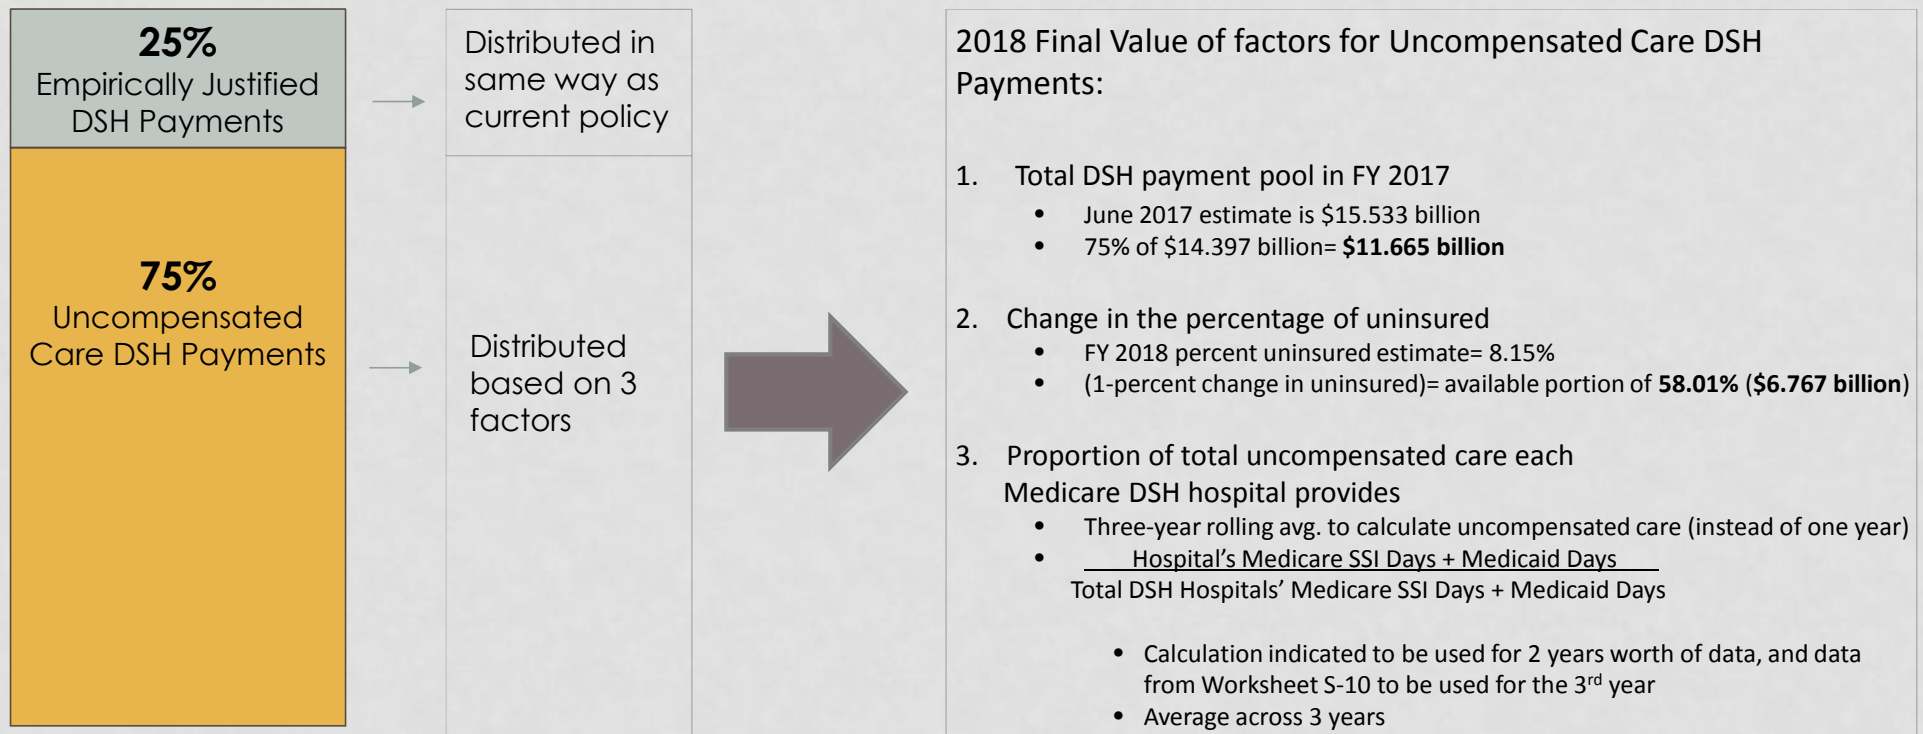 25%
Empirically Justified
DSH Payments
Distributed in
same way as
current policy
75%
Uncompensated
Care DSH Payments
Distributed
based on 3
factors
2018 Final Value of factors for Uncompensated Care DSH
Payments:
1. Total DSH payment pool in FY 2017
• June 2017 estimate is $15.533 billion
• 75% of $14.397 billion= $11.665 billion
2. Change in the percentage of uninsured
• FY 2018 percent uninsured estimate= 8.15%
• (1-percent change in uninsured)= available portion of 58.01% ($6.767 billion)
3. Proportion of total uncompensated care each
Medicare DSH hospital provides
• Three-year rolling avg. to calculate uncompensated care (instead of one year)
• Hospital's Medicare SSI Days + Medicaid Days
Total DSH Hospitals' Medicare SSI Days + Medicaid Days
• Calculation indicated to be used for 2 years worth of data, and data
from Worksheet S-10 to be used for the 3rd year
• Average across 3 years